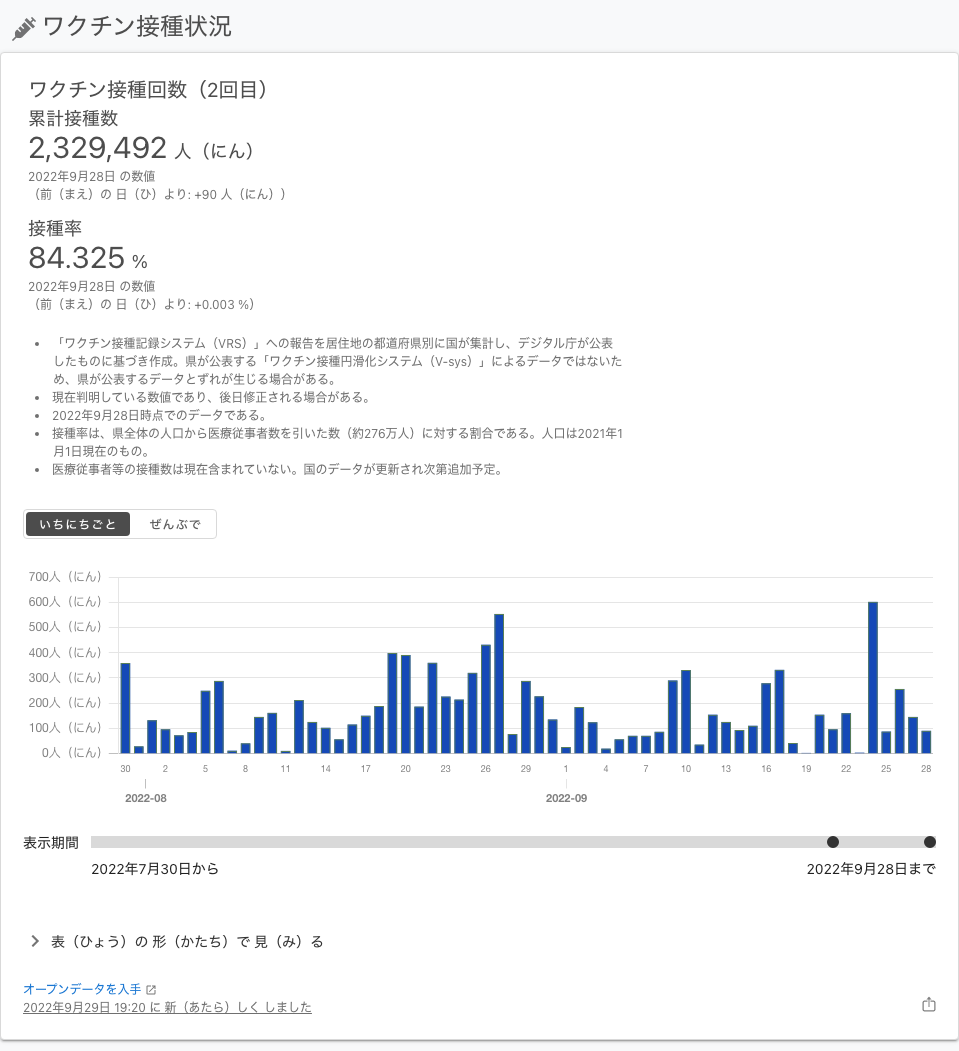 ワクチン接種状況
ワクチン接種回数（2回目）
累計接種数
2,329,492 人（にん）
2022年9月28日 の数値
（前（まえ）の 日（ひ）より: +90 人（にん））
接種率
84.325 %
2022年9月28日 の数値
（前（まえ）の 日（ひ）より: +0.003 %）
• 「ワクチン接種記録システム（VRS）」への報告を居住地の都道府県別に国が集計し、デジタル庁が公表
したものに基づき作成。県が公表する「ワクチン接種円滑化システム（V-sys）」によるデータではないた
め、県が公表するデータとずれが生じる場合がある。
• 現在判明している数値であり、後日修正される場合がある。
• 2022年9月28日時点でのデータである。
• 接種率は、県全体の人口から医療従事者数を引いた数（約276万人）に対する割合である。人口は2021年1
月1日現在のもの。
• 医療従事者等の接種数は現在含まれていない。国のデータが更新され次第追加予定。
いちにちごと ぜんぶで
700人（にん）
600人（にん）
500人（にん）
400人（にん）
300人（にん）
200人（にん）
100人（にん）
0人（にん）
30 2 5 8 11 14 17 20 23 26 29 1 4 7 10 13 16 19 22 25 28
2022-08 2022-09
表示期間
2022年7月30日から 2022年9月28日まで
表（ひょう）の 形（かたち）で 見（み）る
オープンデータを入手
2022年9月29日 19:20 に 新（あたら）しく しました